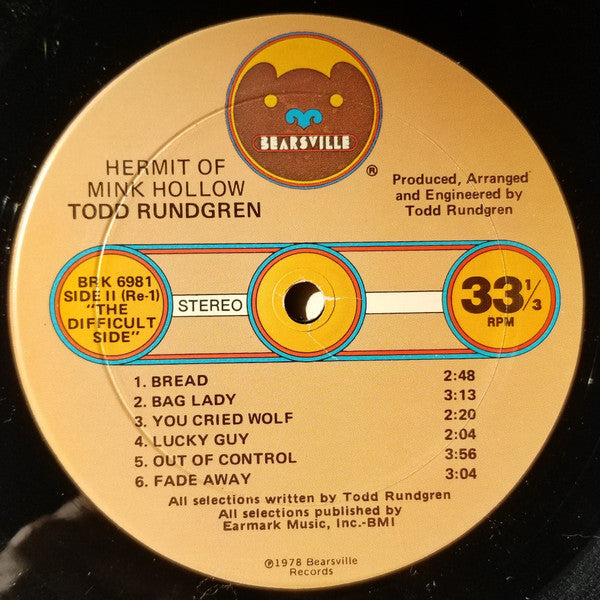 BEARSVILLE
®
HERMIT OF
MINK HOLLOW
TODD RUNDGREN
Produced, Arranged
and Engineered by
Todd Rundgren
BRK 6981
SIDE II (Re-1)
"THE
DIFFICULT
SIDE"
STEREO
33 1/3
RPM
1. BREAD 2:48
2. BAG LADY 3:13
3. YOU CRIED WOLF 2:20
4. LUCKY GUY 2:04
5. OUT OF CONTROL 3:56
6. FADE AWAY 3:04
All selections written by Todd Rundgren
All selections published by
Earmark Music, Inc.-BMI
℗1978 Bearsville
Records